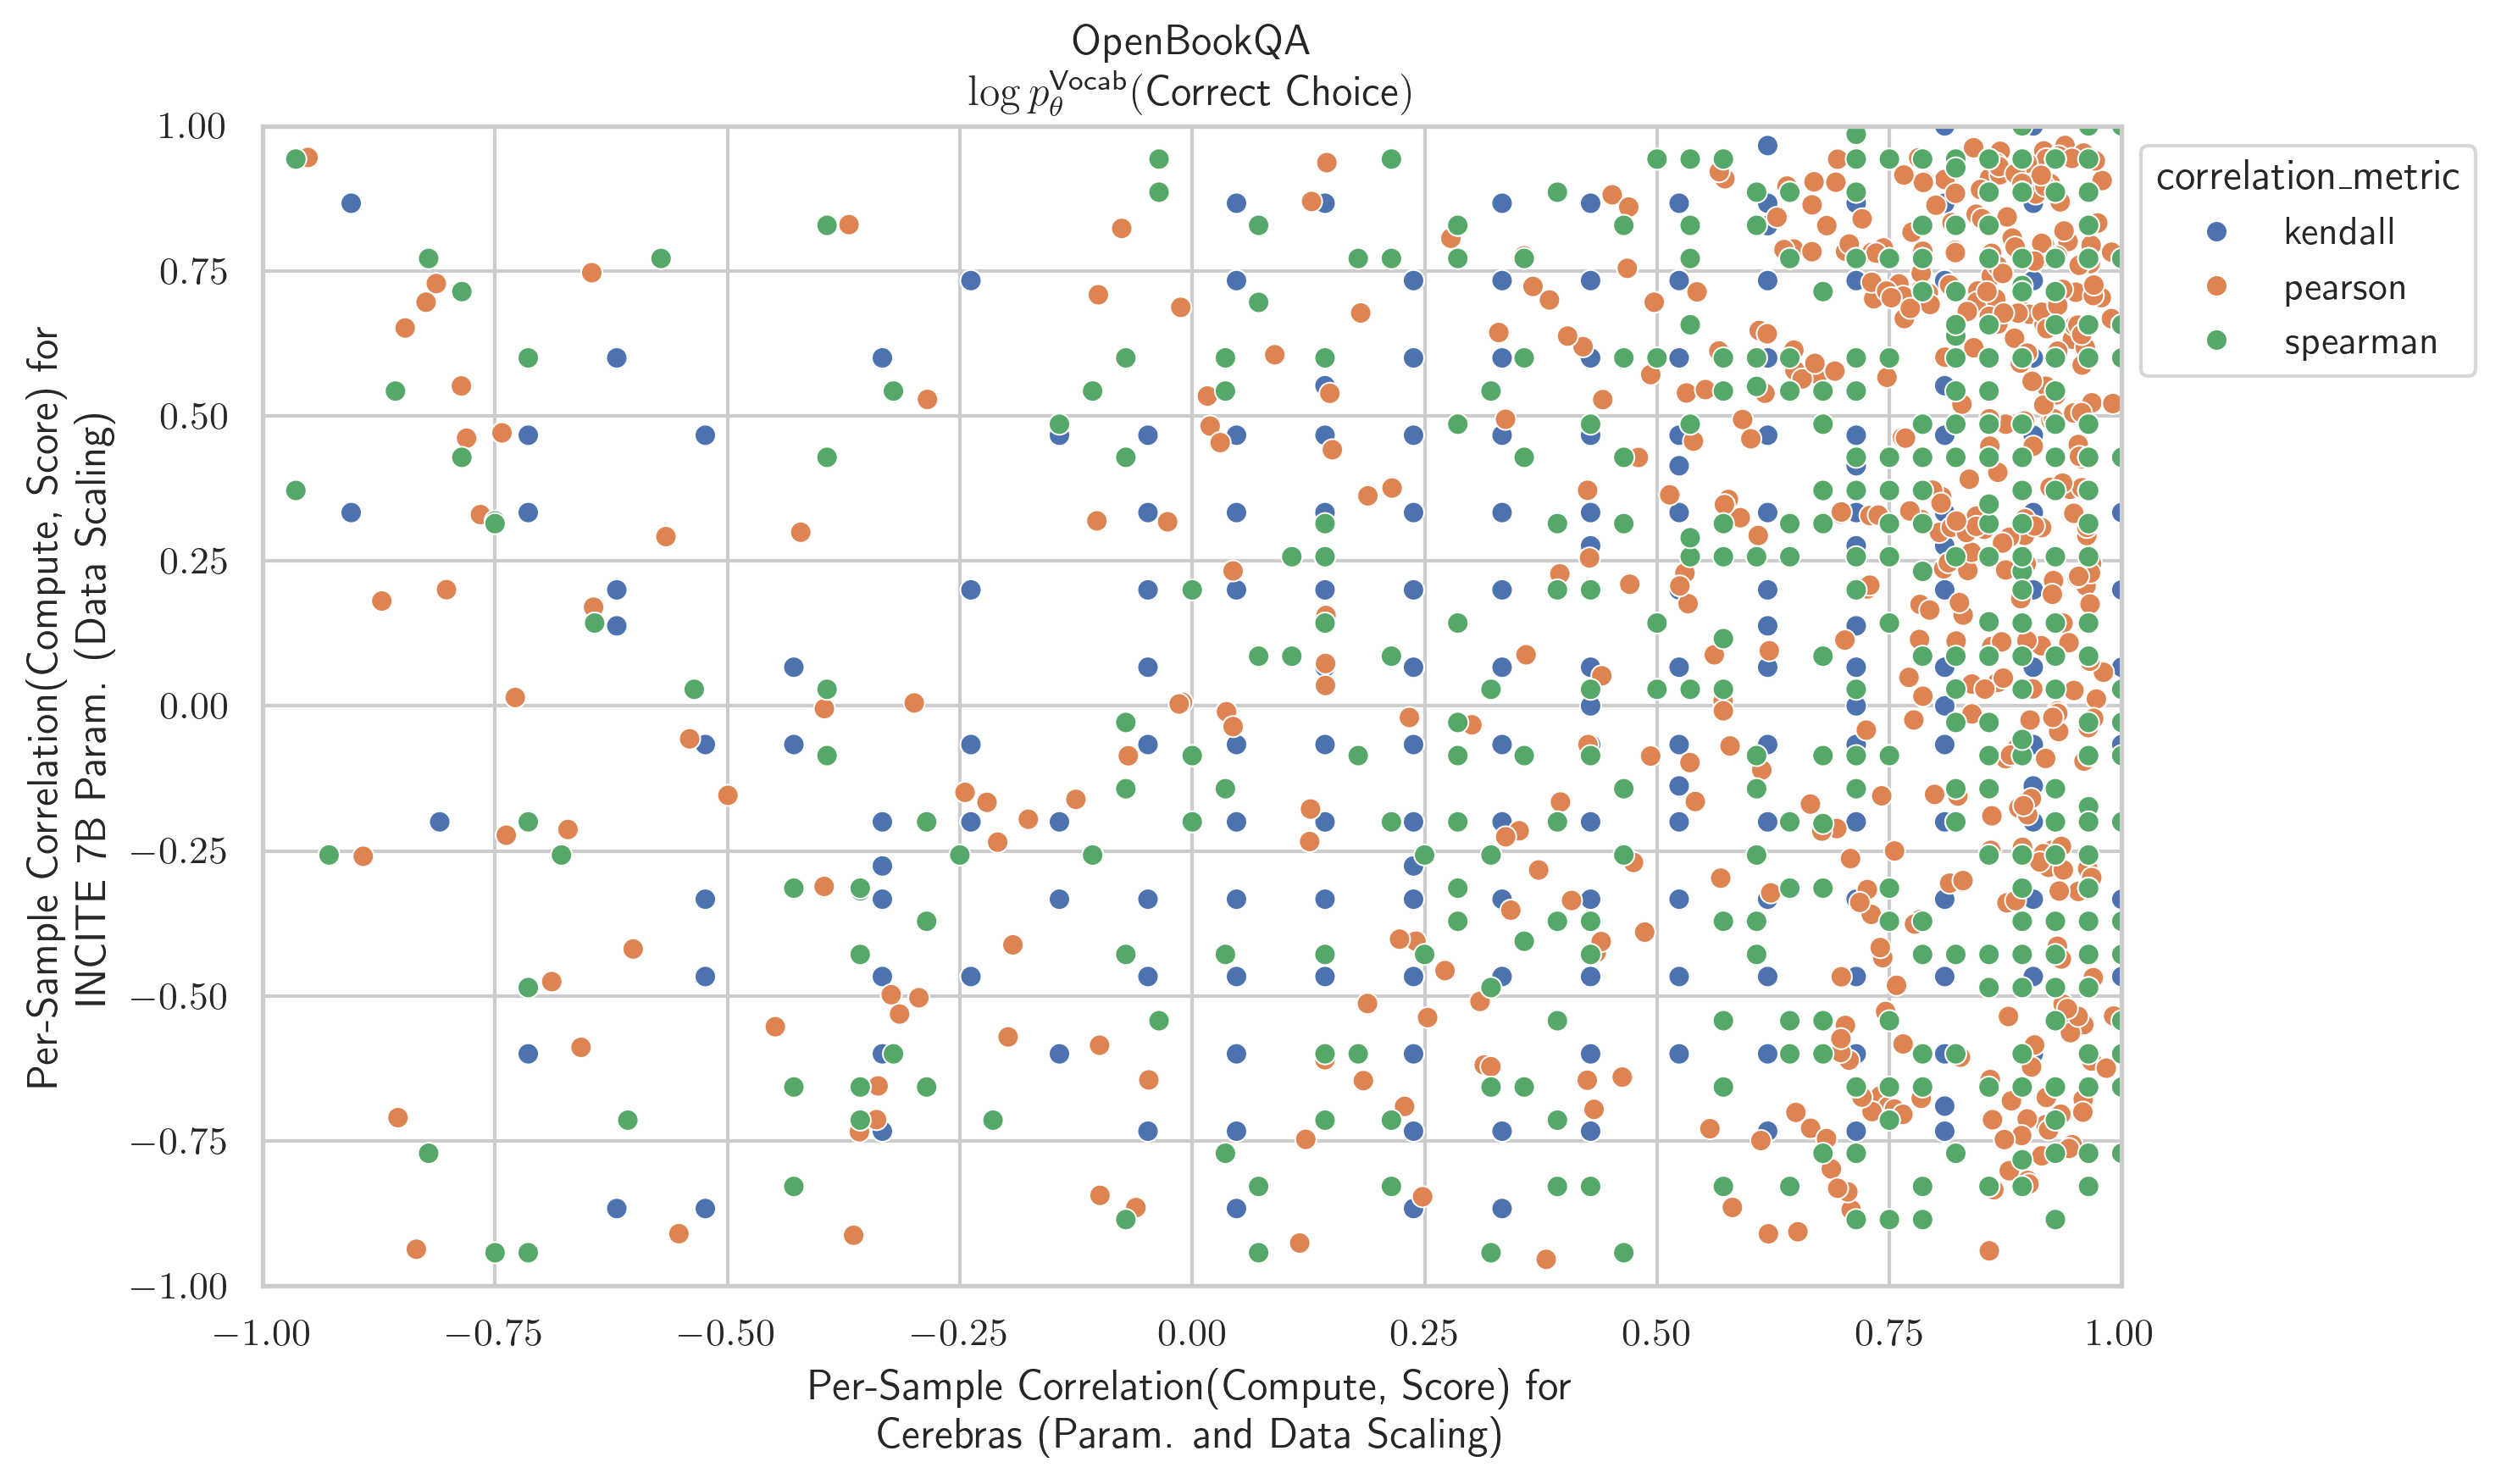 OpenBookQA
log p_θ^Vocab(Correct Choice)
1.00
0.75
0.50
0.25
0.00
−0.25
−0.50
−0.75
−1.00
Per-Sample Correlation(Compute, Score) for
INCITE 7B Param. (Data Scaling)
−1.00 −0.75 −0.50 −0.25 0.00 0.25 0.50 0.75 1.00
Per-Sample Correlation(Compute, Score) for
Cerebras (Param. and Data Scaling)
correlation_metric
kendall
pearson
spearman